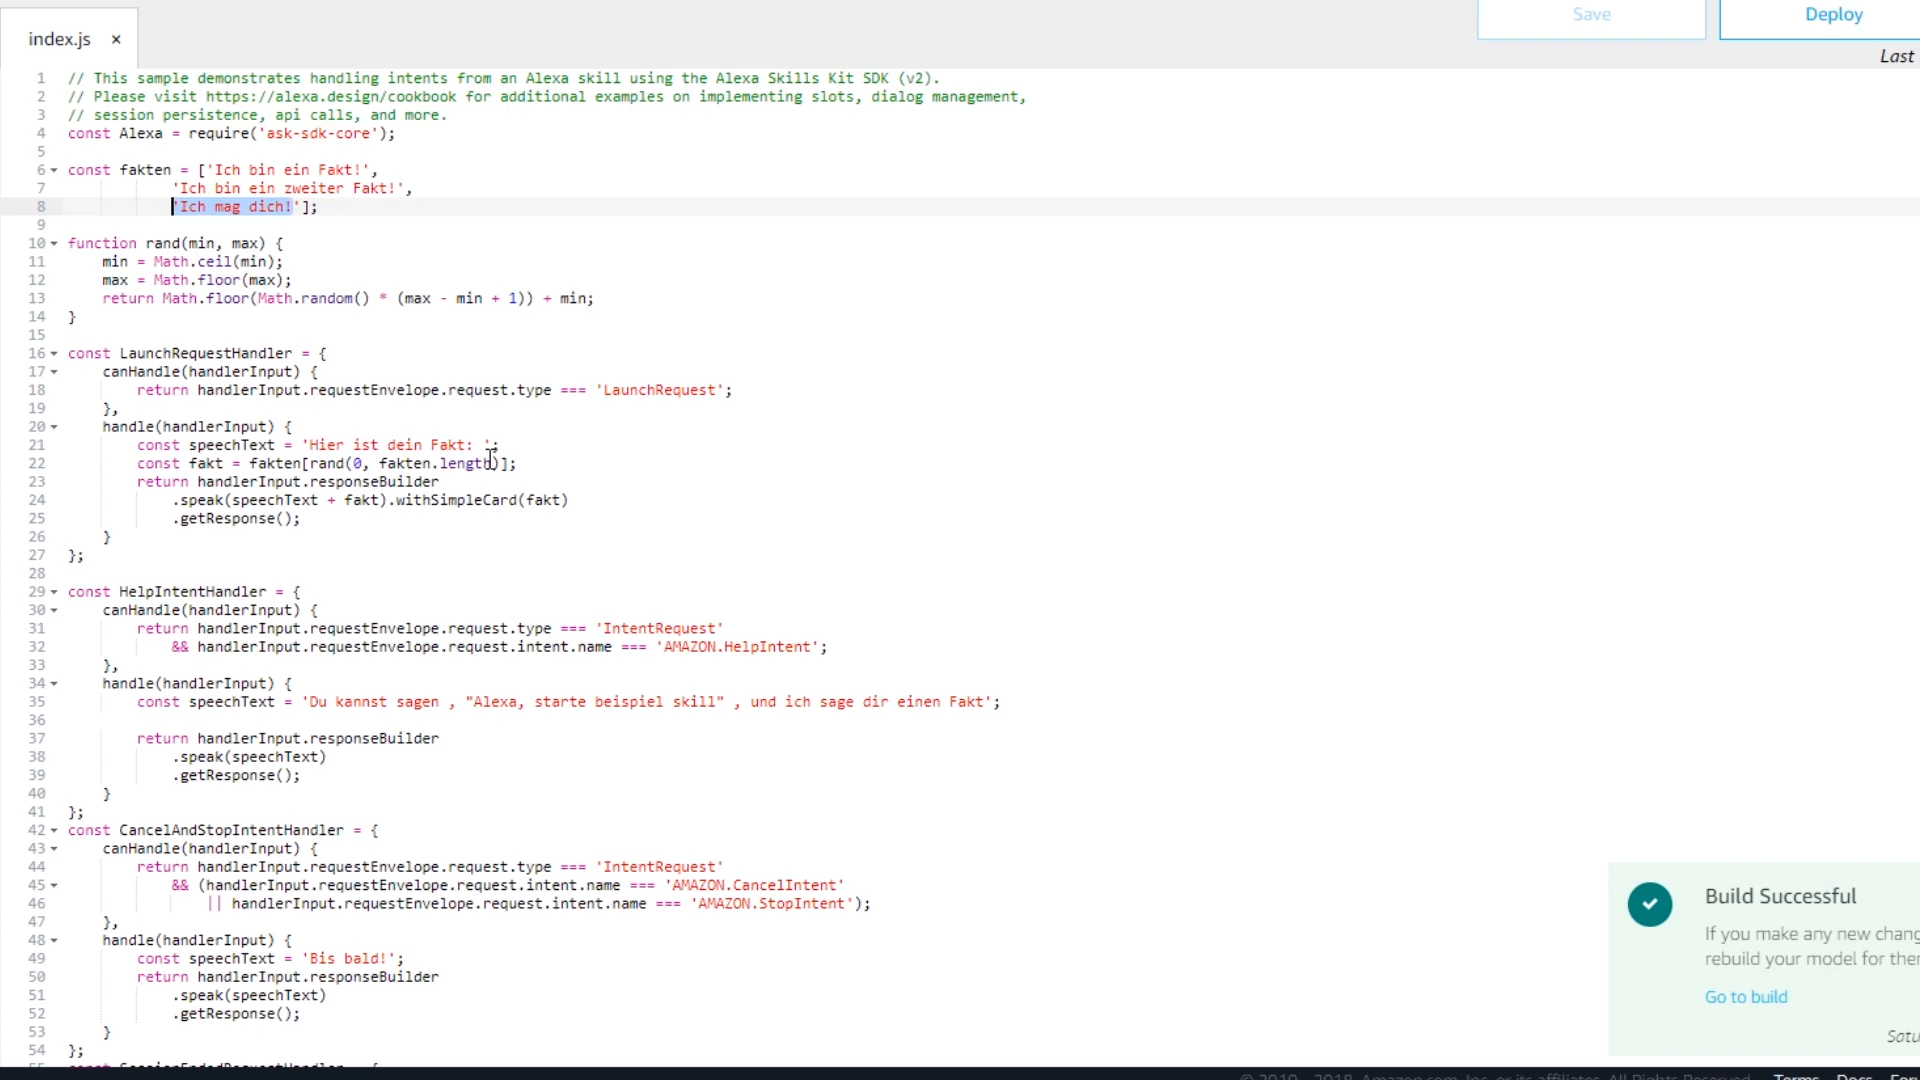 Save
Deploy
index.js ×
Last
1 // This sample demonstrates handling intents from an Alexa skill using the Alexa Skills Kit SDK (v2).
2 // Please visit https://alexa.design/cookbook for additional examples on implementing slots, dialog management,
3 // session persistence, api calls, and more.
4 const Alexa = require('ask-sdk-core');
5
6 const fakten = ['Ich bin ein Fakt!',
7 'Ich bin ein zweiter Fakt!',
8 'Ich mag dich!'];
9
10 function rand(min, max) {
11 min = Math.ceil(min);
12 max = Math.floor(max);
13 return Math.floor(Math.random() * (max - min + 1)) + min;
14 }
15
16 const LaunchRequestHandler = {
17 canHandle(handlerInput) {
18 return handlerInput.requestEnvelope.request.type === 'LaunchRequest';
19 },
20 handle(handlerInput) {
21 const speechText = 'Hier ist dein Fakt: ';
22 const fakt = fakten[rand(0, fakten.length)];
23 return handlerInput.responseBuilder
24 .speak(speechText + fakt).withSimpleCard(fakt)
25 .getResponse();
26 }
27 };
28
29 const HelpIntentHandler = {
30 canHandle(handlerInput) {
31 return handlerInput.requestEnvelope.request.type === 'IntentRequest'
32 && handlerInput.requestEnvelope.request.intent.name === 'AMAZON.HelpIntent';
33 },
34 handle(handlerInput) {
35 const speechText = 'Du kannst sagen , "Alexa, starte beispiel skill" , und ich sage dir einen Fakt';
36
37 return handlerInput.responseBuilder
38 .speak(speechText)
39 .getResponse();
40 }
41 };
42 const CancelAndStopIntentHandler = {
43 canHandle(handlerInput) {
44 return handlerInput.requestEnvelope.request.type === 'IntentRequest'
45 && (handlerInput.requestEnvelope.request.intent.name === 'AMAZON.CancelIntent'
46 || handlerInput.requestEnvelope.request.intent.name === 'AMAZON.StopIntent');
47 },
48 handle(handlerInput) {
49 const speechText = 'Bis bald!';
50 return handlerInput.responseBuilder
51 .speak(speechText)
52 .getResponse();
53 }
54 };
Build Successful
If you make any new chang
rebuild your model for the
Go to build
Satu